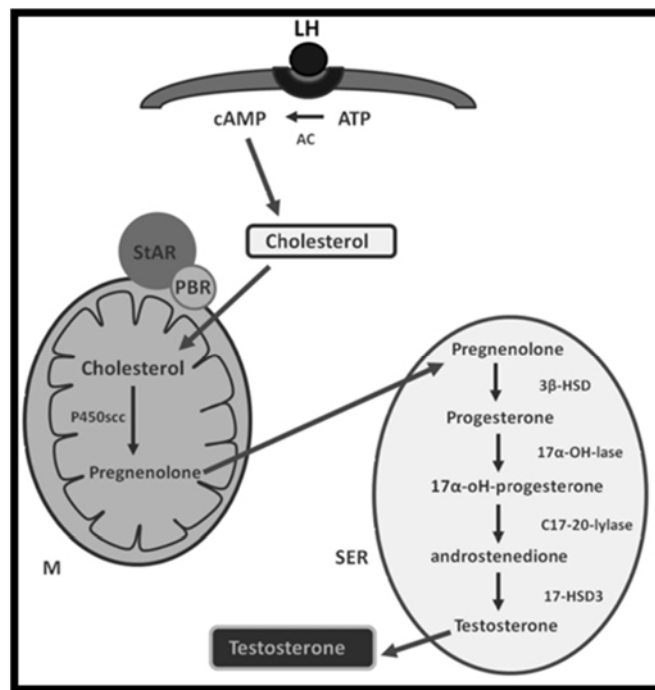 LH
cAMP
ATP
AC
Cholesterol
StAR
PBR
Cholesterol
P450scc
Pregnenolone
M
Pregnenolone
3β-HSD
Progesterone
17α-OH-lase
17α-oH-progesterone
C17-20-lylase
androstenedione
17-HSD3
Testosterone
SER
Testosterone